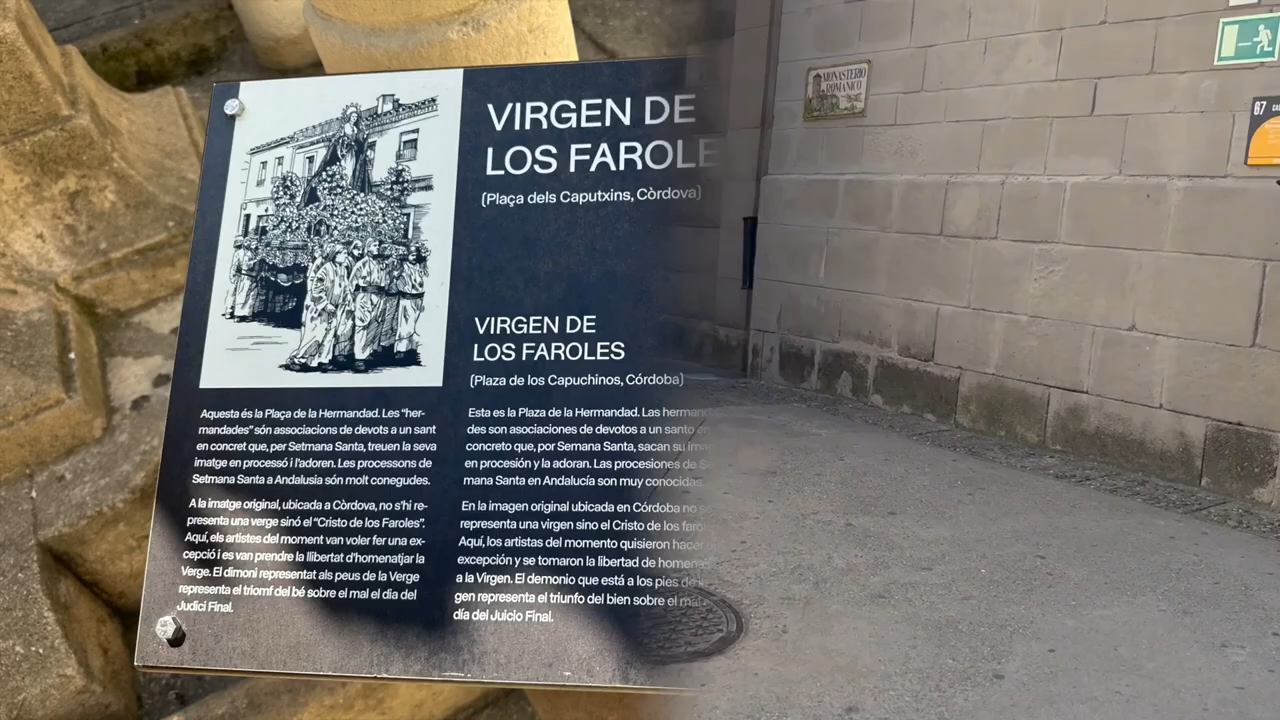 VIRGEN DE
LOS FAROLE
(Plaça dels Caputxins, Còrdova)
VIRGEN DE
LOS FAROLES
(Plaza de los Capuchinos, Córdoba)
Aquesta és la Plaça de la Hermandad. Les “her-
mandades” són associacions de devots a un sant
en concret que, per Setmana Santa, treuen la seva
imatge en processó i l'adoren. Les processons de
Setmana Santa a Andalusia són molt conegudes.
A la imatge original, ubicada a Còrdova, no s'hi re-
presenta una verge sinó el “Cristo de los Faroles”.
Aquí, els artistes del moment van voler fer una ex-
cepció i es van prendre la llibertat d'homenatjar la
Verge. El dimoni representat als peus de la Verge
representa el triomf del bé sobre el mal el dia del
Judici Final.
Esta es la Plaza de la Hermandad. Las herman
des son asociaciones de devotos a un santo en
concreto que, por Semana Santa, sacan su
en procesión y la adoran. Las procesiones de
mana Santa en Andalucía son muy conocidas.
En la imagen original ubicada en Córdoba no
representa una virgen sino el Cristo de los
Aquí, los artistas del momento quisieron hacer
excepción y se tomaron la libertad de
a la Virgen. El demonio que está a los pies de
gen representa el triunfo del bien sobre el mal
día del Juicio Final.
MONASTERIO
ROMÁNICO
67